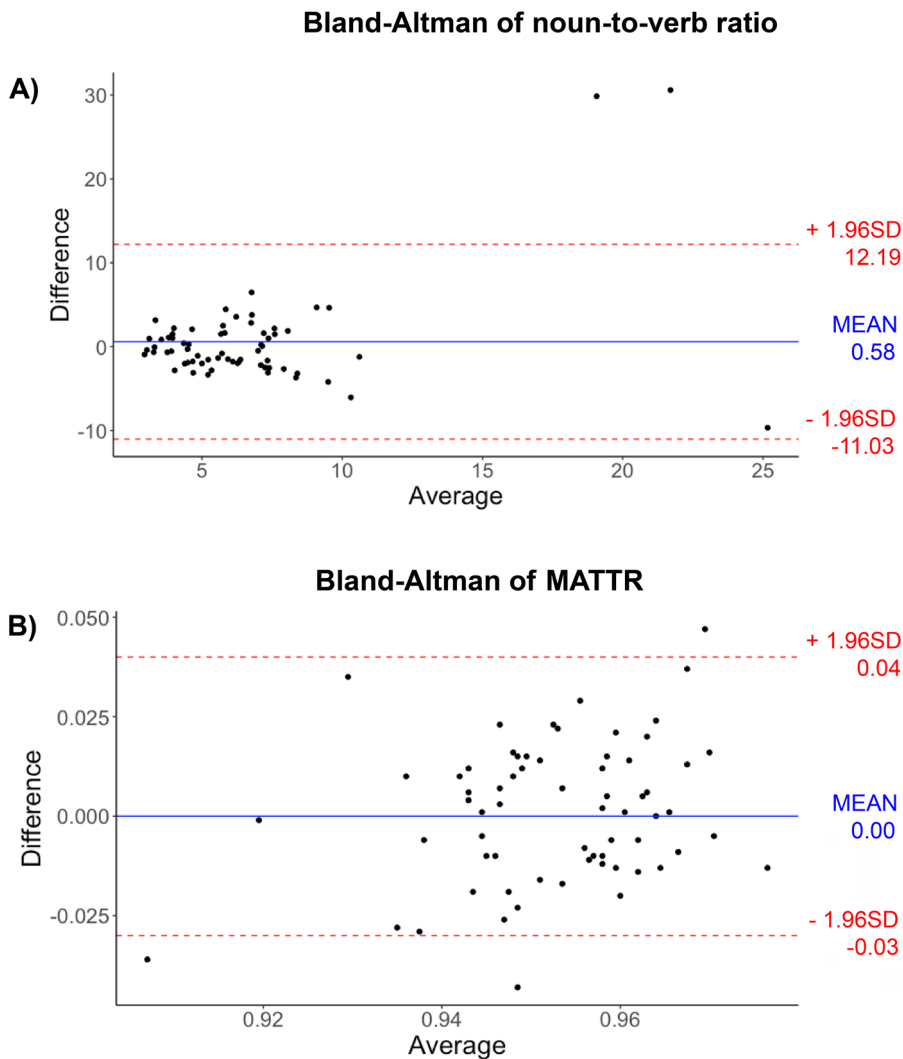 Bland-Altman of noun-to-verb ratio
A)
30
20
10
0
-10
Difference
+ 1.96SD
12.19
MEAN
0.58
- 1.96SD
-11.03
5
10
15
20
25
Average
Bland-Altman of MATTR
B)
0.050
0.025
0.000
-0.025
Difference
+ 1.96SD
0.04
MEAN
0.00
- 1.96SD
-0.03
0.92
0.94
0.96
Average